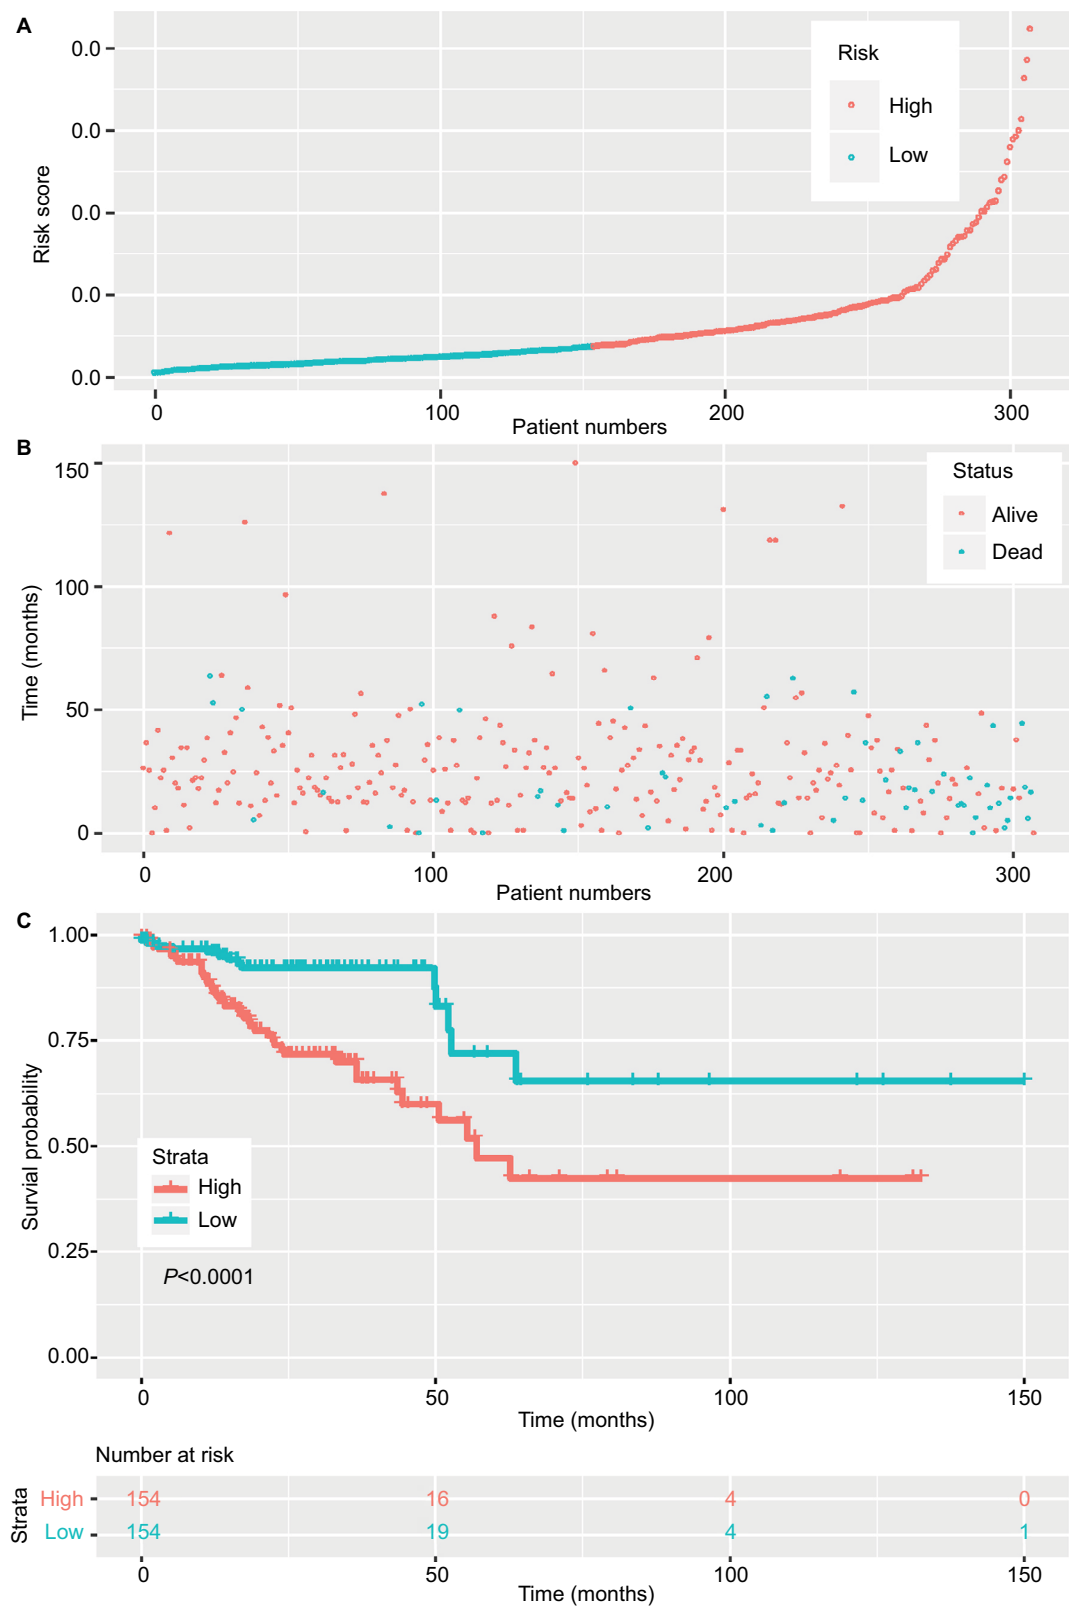 A
Risk score
0.0
0.0
0.0
0.0
0.0
Risk
High
Low
0 100 200 300
Patient numbers
B
Time (months)
150
100
50
0
Status
Alive
Dead
0 100 200 300
Patient numbers
C
Survial probability
1.00
0.75
0.50
0.25
0.00
Strata
High
Low
P<0.0001
0 50 100 150
Time (months)
Number at risk
Strata
High 154 16 4 0
Low 154 19 4 1
0 50 100 150
Time (months)